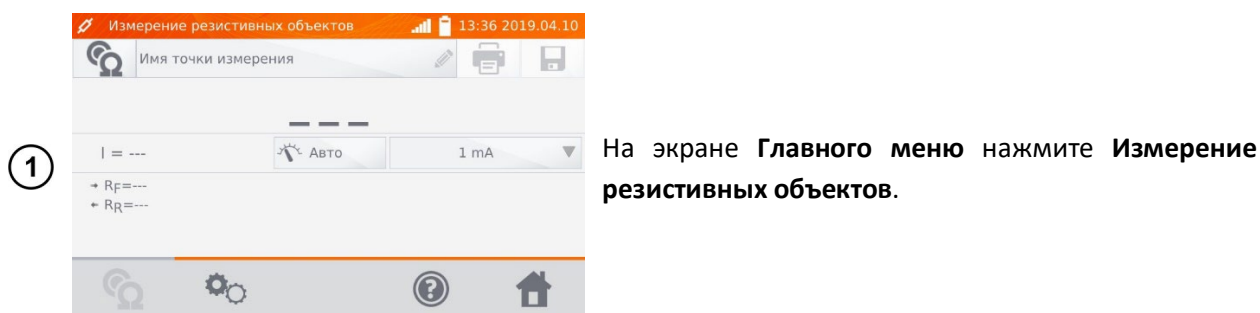 Измерение резистивных объектов 13:36 2019.04.10
Имя точки измерения
---
I = --- Авто 1 mA
→ RF=---
← RR=---
1
На экране Главного меню нажмите Измерение
резистивных объектов.